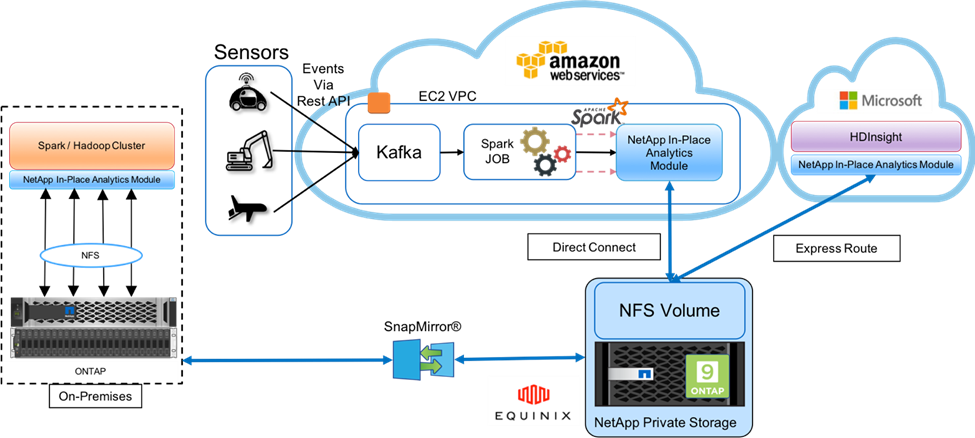 Sensors
Events
Via
Rest API
amazon
web services™
EC2 VPC
APACHE
Spark
Kafka
Spark
JOB
NetApp In-Place
Analytics
Module
Microsoft
HDInsight
NetApp In-Place Analytics Module
Spark / Hadoop Cluster
NetApp In-Place Analytics Module
NFS
ONTAP
On-Premises
Direct Connect
Express Route
SnapMirror®
EQUINIX
NFS Volume
9
ONTAP
NetApp Private Storage